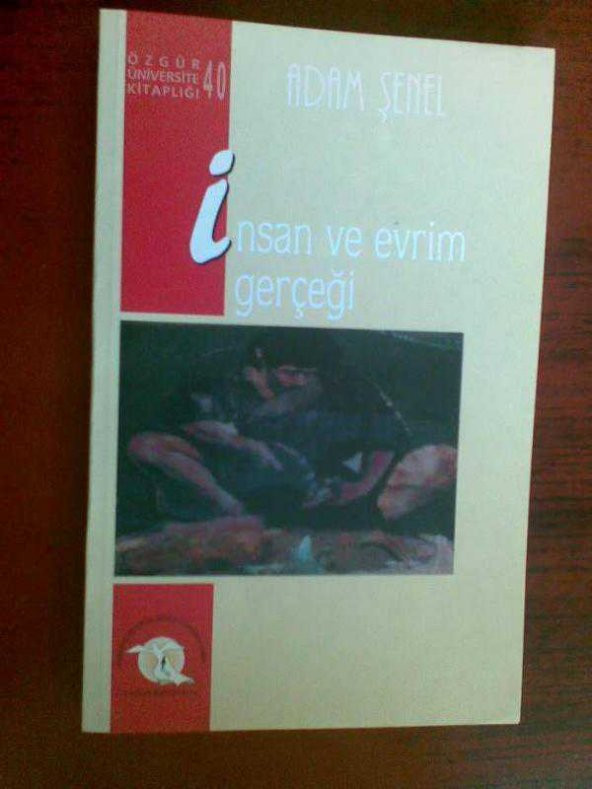 ÖZGÜR
ÜNİVERSİTE
KİTAPLIĞI
40
ADAM ŞENEL
insan ve evrim
gerçeği